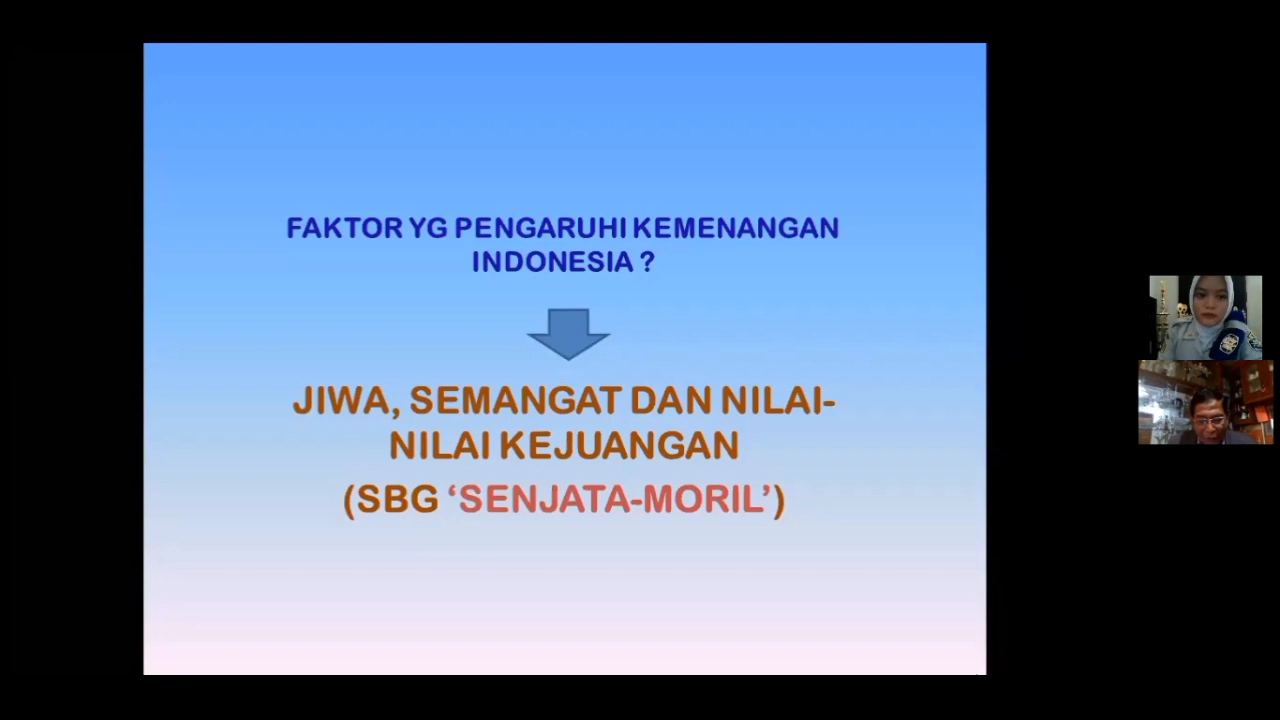 FAKTOR YG PENGARUHI KEMENANGAN
INDONESIA ?
JIWA, SEMANGAT DAN NILAI-
NILAI KEJUANGAN
(SBG ‘SENJATA-MORIL’)